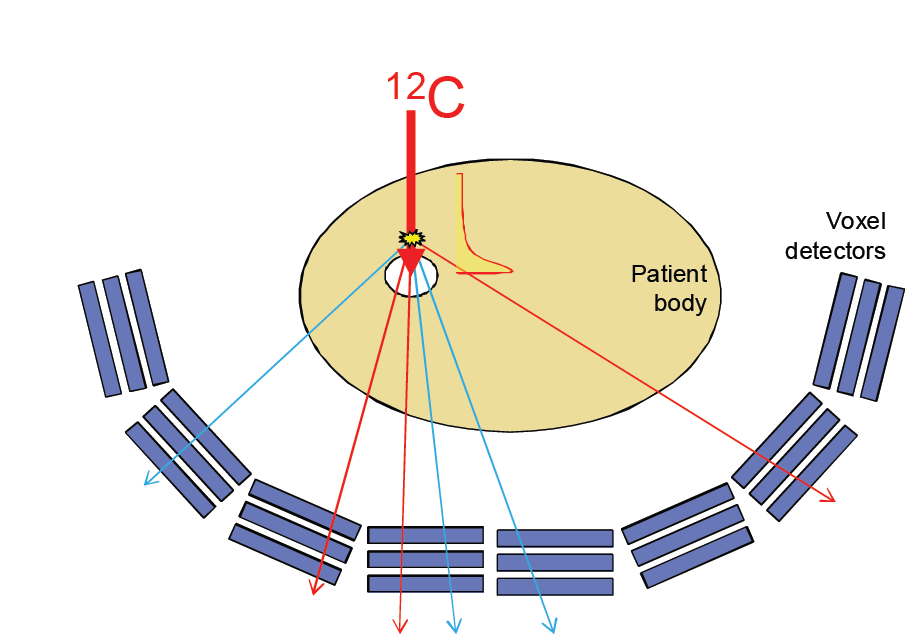 ¹²C
Voxel
detectors
Patient
body